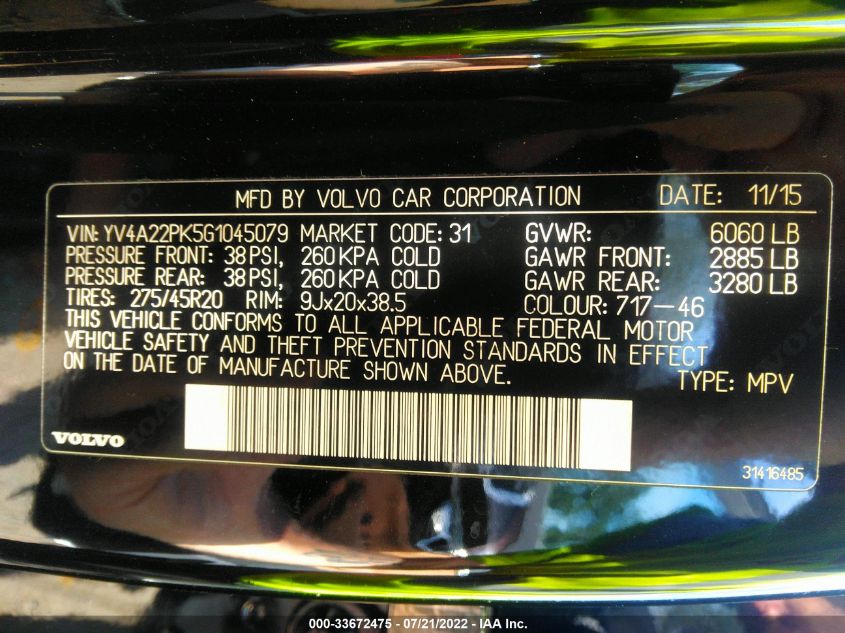 MFD BY VOLVO CAR CORPORATION DATE: 11/15
VIN: YV4A22PK5G1045079 MARKET CODE: 31 GVWR: 6060 LB
PRESSURE FRONT: 38 PSI, 260 KPA COLD GAWR FRONT: 2885 LB
PRESSURE REAR: 38 PSI, 260 KPA COLD GAWR REAR: 3280 LB
TIRES: 275/45R20 RIM: 9Jx20x38.5 COLOUR: 717-46
THIS VEHICLE CONFORMS TO ALL APPLICABLE FEDERAL MOTOR
VEHICLE SAFETY AND THEFT PREVENTION STANDARDS IN EFFECT
ON THE DATE OF MANUFACTURE SHOWN ABOVE.
TYPE: MPV
VOLVO
31416485
000-33672475 - 07/21/2022 - IAA Inc.